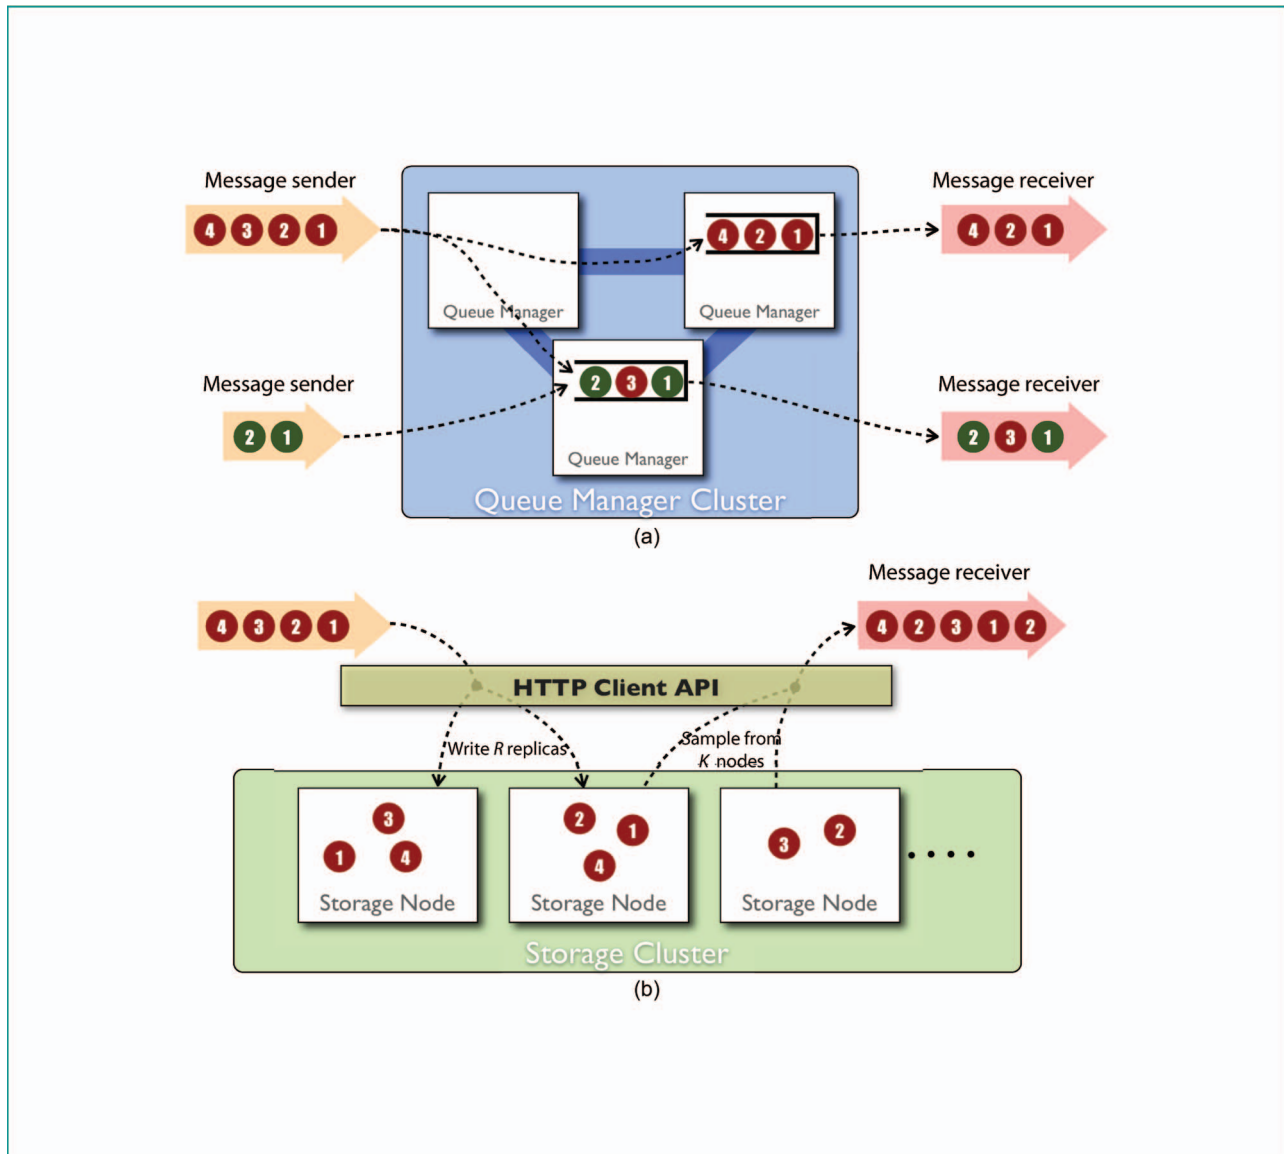 Message sender
Message receiver
4 3 2 1
4 2 1
4 2 1
Queue Manager
Queue Manager
Message sender
Message receiver
2 3 1
2 1
2 3 1
Queue Manager
Queue Manager Cluster
(a)
Message receiver
4 3 2 1
4 2 3 1 2
HTTP Client API
Write R replicas
Sample from
K nodes
3
2
1
3
2
1
4
4
Storage Node
Storage Node
Storage Node
Storage Cluster
(b)